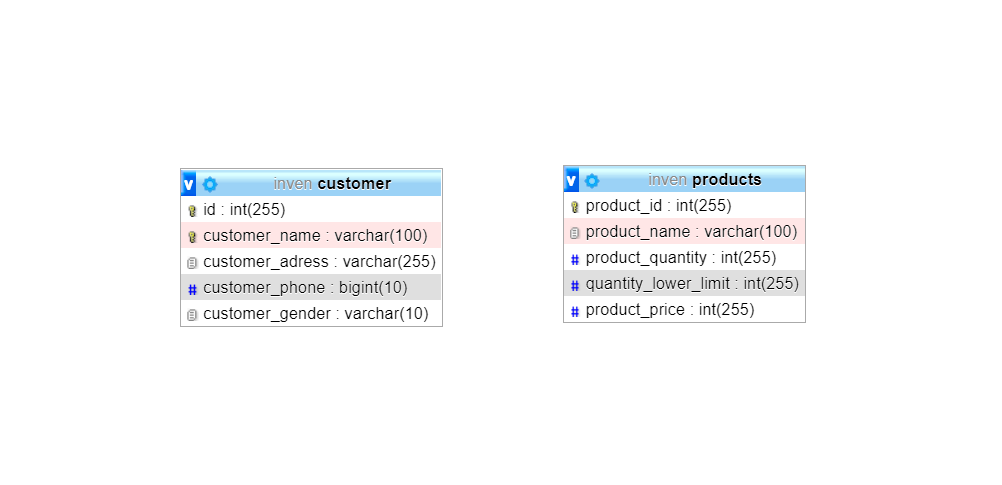 v inven customer
id : int(255)
customer_name : varchar(100)
customer_adress : varchar(255)
# customer_phone : bigint(10)
customer_gender : varchar(10)
v inven products
product_id : int(255)
product_name : varchar(100)
# product_quantity : int(255)
# quantity_lower_limit : int(255)
# product_price : int(255)